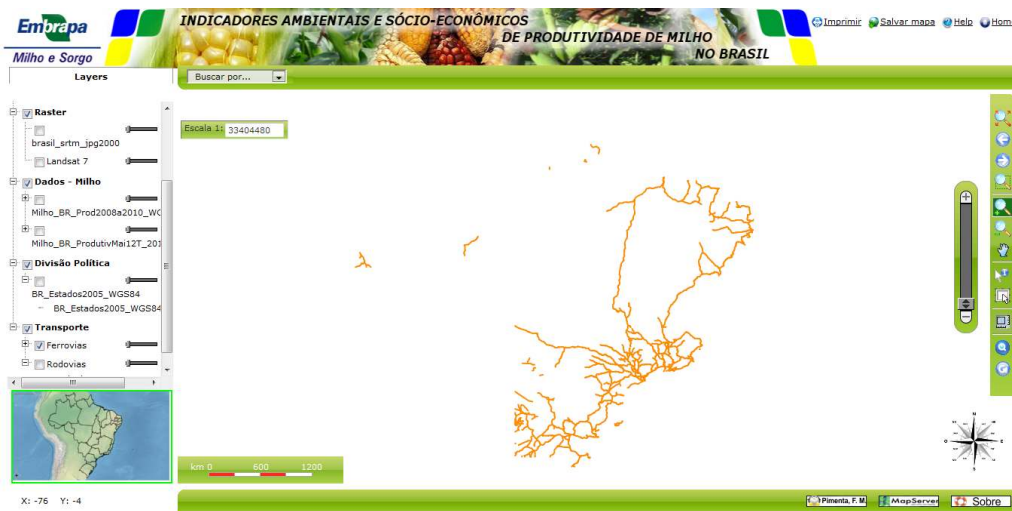 Embrapa
Milho e Sorgo
INDICADORES AMBIENTAIS E SÓCIO-ECONÔMICOS
DE PRODUTIVIDADE DE MILHO
NO BRASIL
Imprimir Salvar mapa Help Hom
Layers
Buscar por...
Escala 1: 33404480
Raster
brasil_srtm_jpg2000
Landsat 7
Dados - Milho
Milho_BR_Prod2008a2010_WG
Milho_BR_ProdutivMai12T_201
Divisão Política
BR_Estados2005_WGS84
BR_Estados2005_WGS84
Transporte
Ferrovias
Rodovias
km 0 600 1200
N
E
S
X: -76 Y: -4
Pimenta, F. M. MapServer Sobre